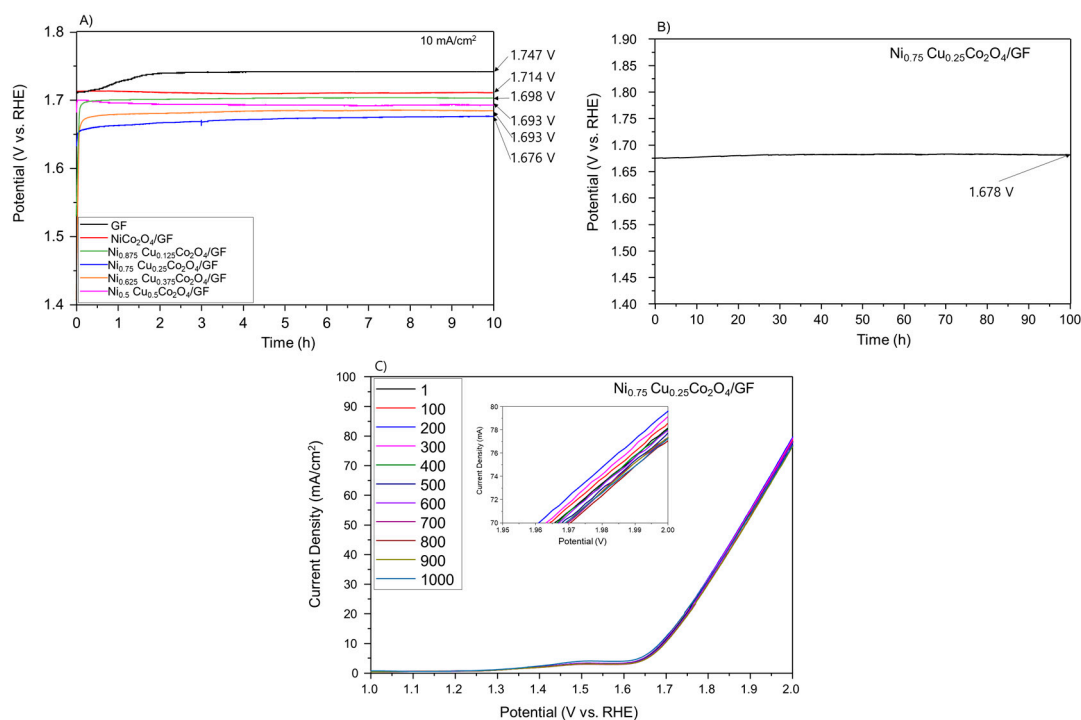 A)
10 mA/cm²
1.8
1.7
1.6
1.5
1.4
Potential (V vs. RHE)
0 1 2 3 4 5 6 7 8 9 10
Time (h)
GF
NiCo₂O₄/GF
Ni₀.₈₇₅ Cu₀.₁₂₅Co₂O₄/GF
Ni₀.₇₅ Cu₀.₂₅Co₂O₄/GF
Ni₀.₆₂₅ Cu₀.₃₇₅Co₂O₄/GF
Ni₀.₅ Cu₀.₅Co₂O₄/GF
1.747 V
1.714 V
1.698 V
1.693 V
1.693 V
1.676 V
B)
Ni₀.₇₅ Cu₀.₂₅Co₂O₄/GF
1.90
1.85
1.80
1.75
1.70
1.65
1.60
1.55
1.50
1.45
1.40
Potential (V vs. RHE)
1.678 V
0 10 20 30 40 50 60 70 80 90 100
Time (h)
C)
Ni₀.₇₅ Cu₀.₂₅Co₂O₄/GF
100
90
80
70
60
50
40
30
20
10
0
Current Density (mA/cm²)
1
100
200
300
400
500
600
700
800
900
1000
80
78
76
74
72
70
Current Density (mA)
1.95 1.96 1.97 1.98 1.99 2.00
Potential (V)
1.0 1.1 1.2 1.3 1.4 1.5 1.6 1.7 1.8 1.9 2.0
Potential (V vs. RHE)